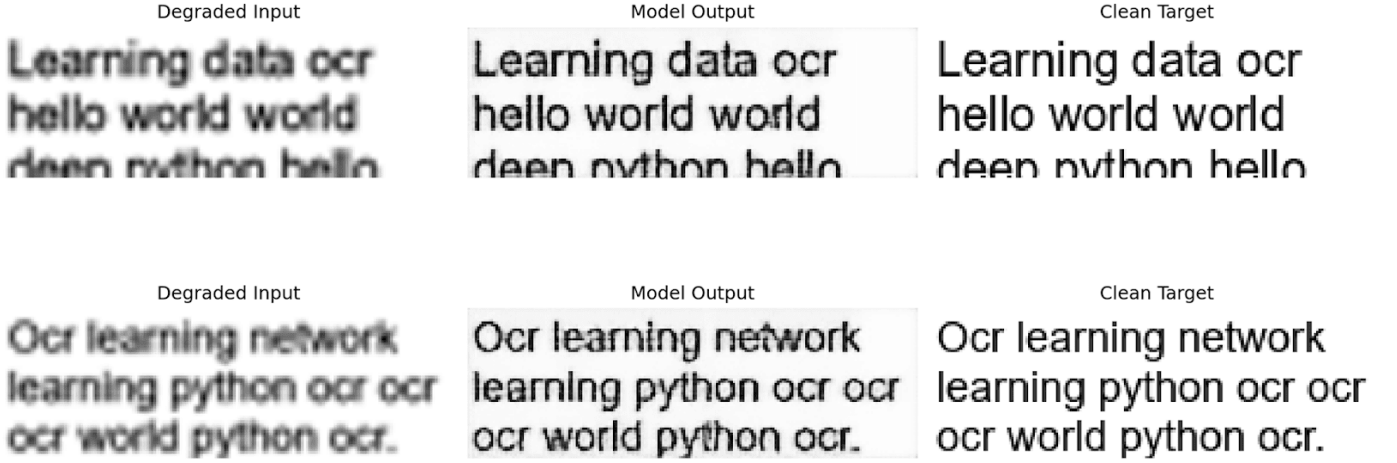 Degraded Input
Learning data ocr
hello world world
deep python hello
Model Output
Learning data ocr
hello world world
deep python hello
Clean Target
Learning data ocr
hello world world
deep python hello
Degraded Input
Ocr learning network
learning python ocr ocr
ocr world python ocr.
Model Output
Ocr learning network
learning python ocr ocr
ocr world python ocr.
Clean Target
Ocr learning network
learning python ocr ocr
ocr world python ocr.